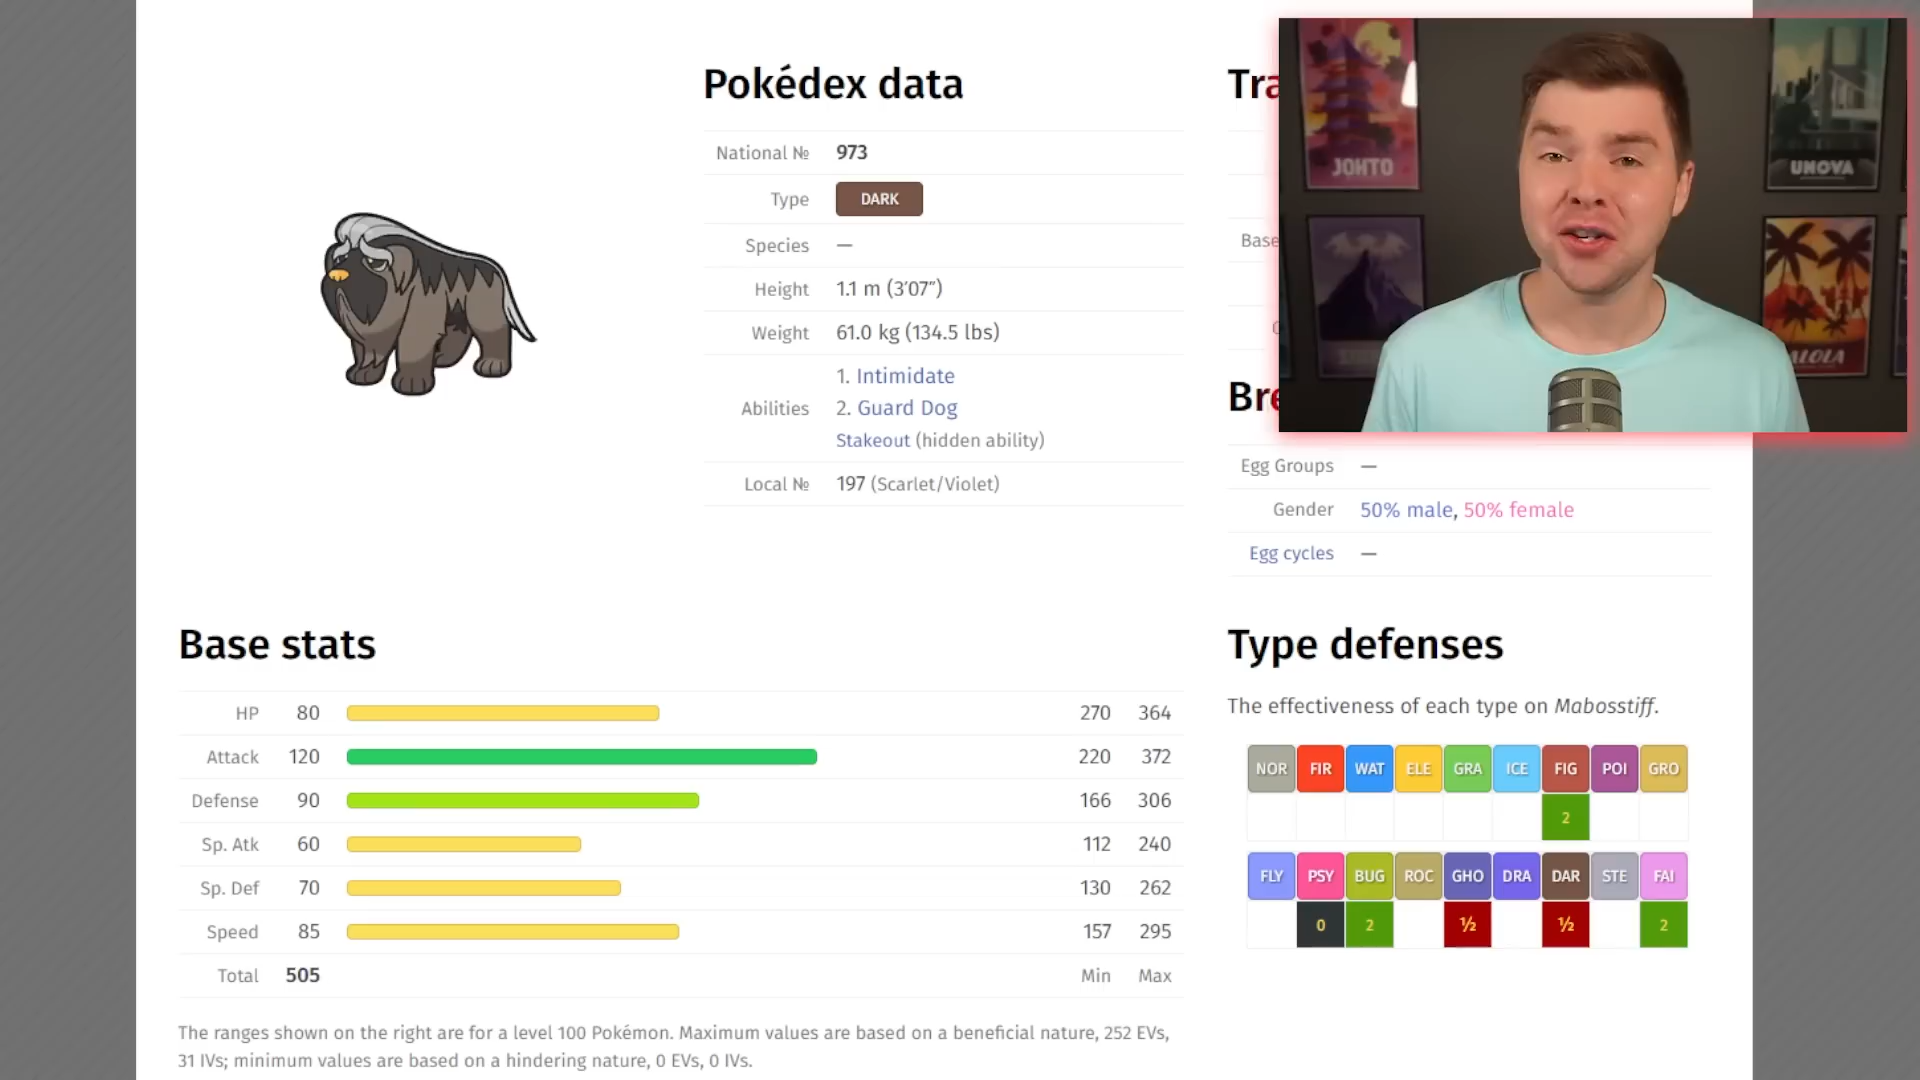 Pokédex data
National № 973
Type DARK
Species —
Height 1.1 m (3′07″)
Weight 61.0 kg (134.5 lbs)
Abilities
1. Intimidate
2. Guard Dog
Stakeout (hidden ability)
Local № 197 (Scarlet/Violet)
Tra
Base
Bre
JOHTO
UNOVA
ALOLA
Egg Groups —
Gender 50% male, 50% female
Egg cycles —
Base stats
HP 80 270 364
Attack 120 220 372
Defense 90 166 306
Sp. Atk 60 112 240
Sp. Def 70 130 262
Speed 85 157 295
Total 505 Min Max
The ranges shown on the right are for a level 100 Pokémon. Maximum values are based on a beneficial nature, 252 EVs,
31 IVs; minimum values are based on a hindering nature, 0 EVs, 0 IVs.
Type defenses
The effectiveness of each type on Mabosstiff.
NOR FIR WAT ELE GRA ICE FIG POI GRO
2
FLY PSY BUG ROC GHO DRA DAR STE FAI
0 2 ½ ½ 2